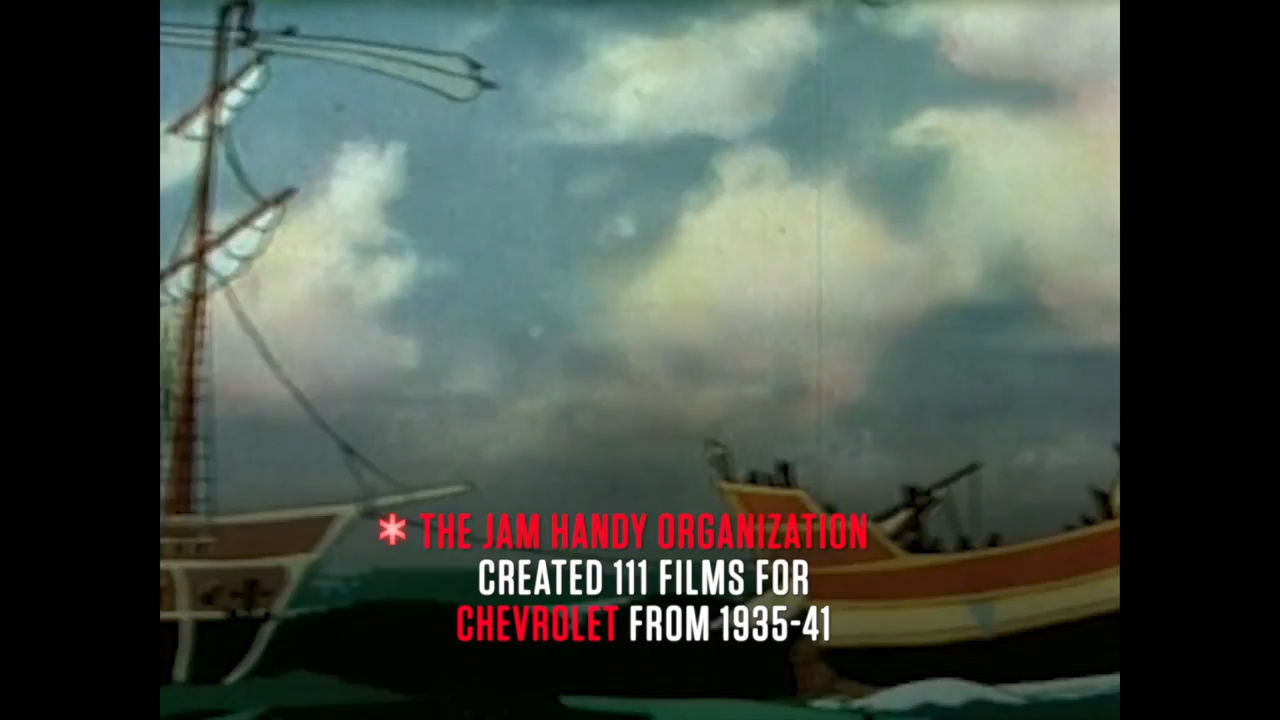 * THE JAM HANDY ORGANIZATION
CREATED 111 FILMS FOR
CHEVROLET FROM 1935-41